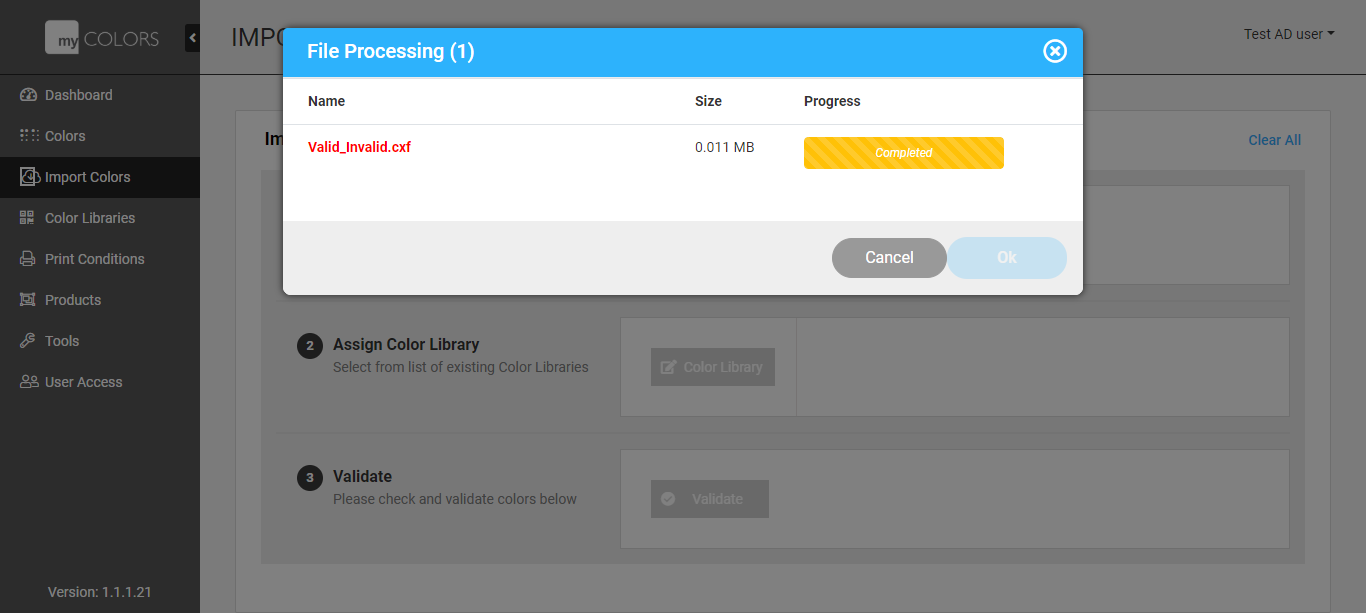 my COLORS
IMPO
Test AD user
File Processing (1)
Name Size Progress
Valid_Invalid.cxf 0.011 MB Completed
Cancel Ok
Im
Clear All
Dashboard
Colors
Import Colors
Color Libraries
Print Conditions
Products
Tools
User Access
2 Assign Color Library
Select from list of existing Color Libraries
Color Library
3 Validate
Please check and validate colors below
Validate
Version: 1.1.1.21